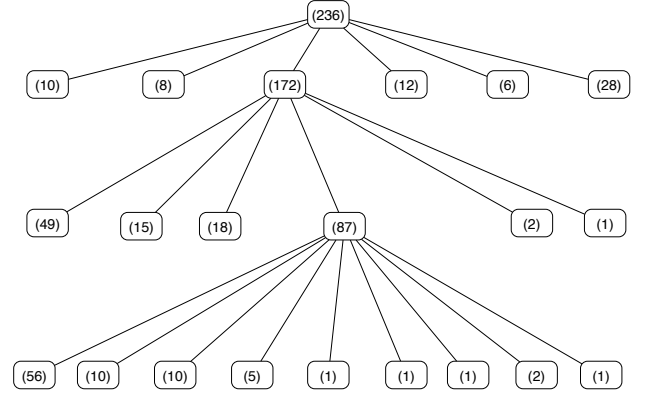 (236)
(10) (8) (172) (12) (6) (28)
(49) (15) (18) (87) (2) (1)
(56) (10) (10) (5) (1) (1) (1) (2) (1)